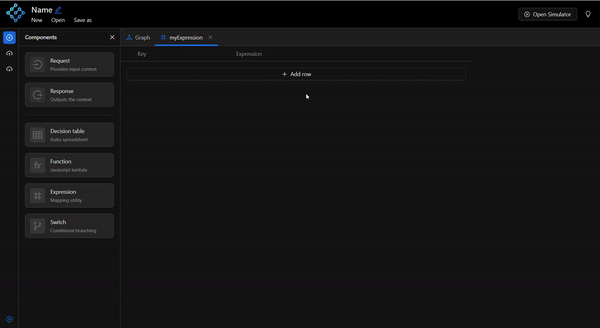 Name
New Open Save as
Open Simulator
Components
Graph myExpression
Key Expression
Add row
Request
Provides input context
Response
Outputs the context
Decision table
Rules spreadsheet
Function
Javascript lambda
fx
Expression
Mapping utility
Switch
Conditional branching